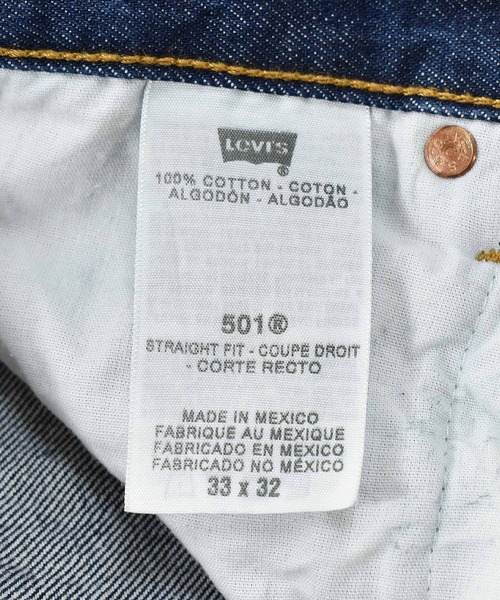 LEVI'S
®
100% COTTON - COTON -
ALGODÓN - ALGODÃO
501®
STRAIGHT FIT - COUPE DROIT
- CORTE RECTO
MADE IN MEXICO
FABRIQUE AU MEXIQUE
FABRICADO EN MEXICO
FABRICADO NO MÉXICO
33 x 32